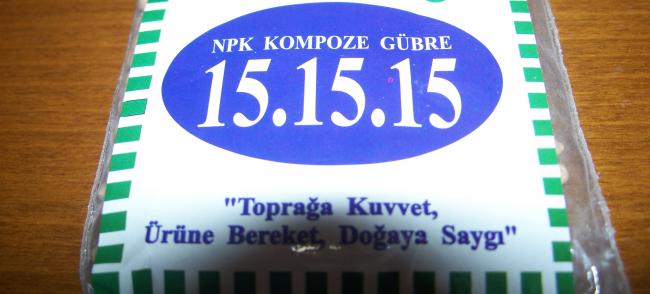 NPK KOMPOZE GÜBRE
15.15.15
"Toprağa Kuvvet,
Ürüne Bereket, Doğaya Saygı"